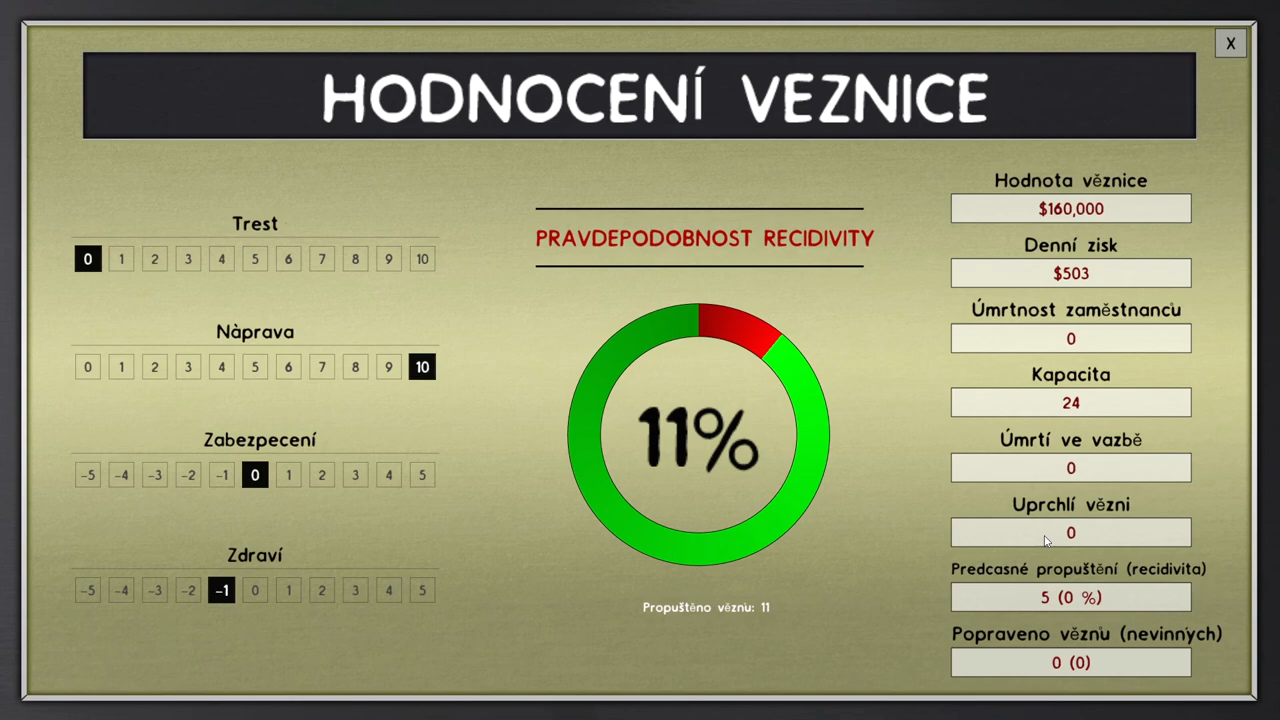 X
HODNOCENÍ VEZNICE
Trest
0 1 2 3 4 5 6 7 8 9 10
Nàprava
0 1 2 3 4 5 6 7 8 9 10
Zabezpecení
-5 -4 -3 -2 -1 0 1 2 3 4 5
Zdraví
-5 -4 -3 -2 -1 0 1 2 3 4 5
PRAVDEPODOBNOST RECIDIVITY
11%
Propuštěno vězňu: 11
Hodnota věznice
$160,000
Denní zisk
$503
Úmrtnost zaměstnanců
0
Kapacita
24
Úmrtí ve vazbě
0
Uprchlí vězni
0
Predcasné propuštění (recidivita)
5 (0 %)
Popraveno vězňů (nevinných)
0 (0)